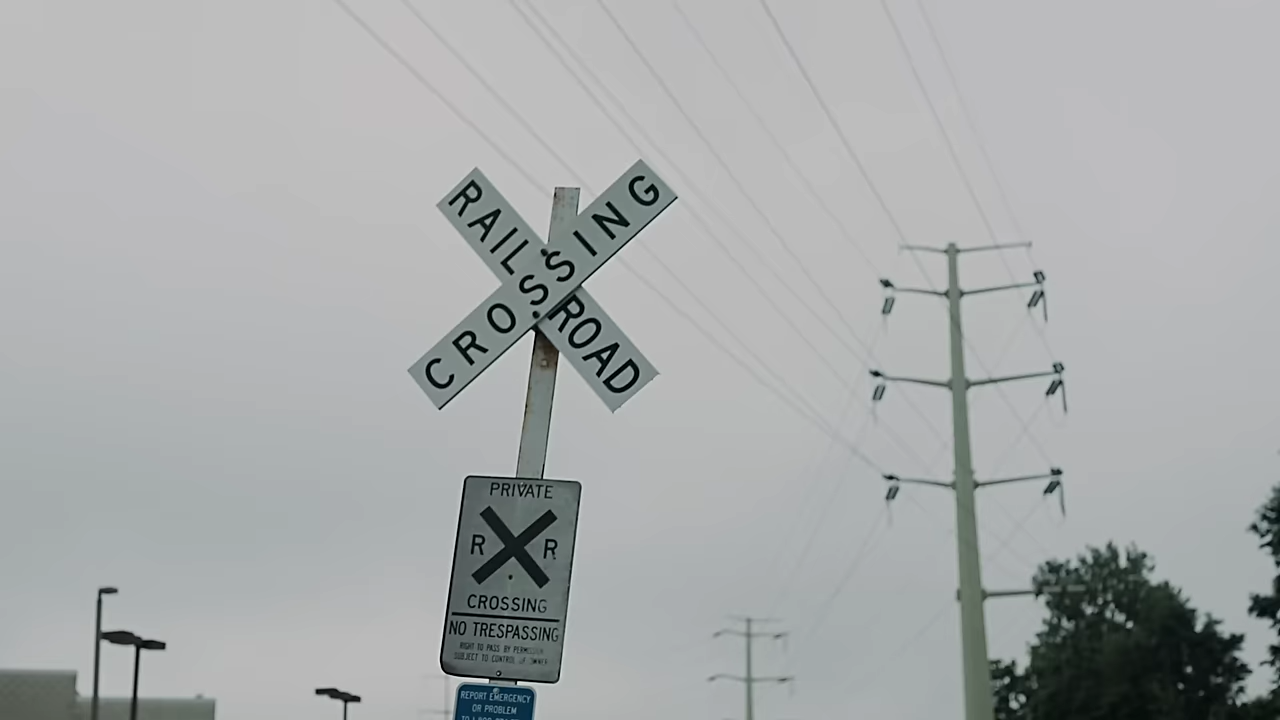 RAILROAD
CROSSING
PRIVATE
R R
CROSSING
NO TRESPASSING
RIGHT TO PASS BY PERMISSION
SUBJECT TO CONTROL OF OWNER
REPORT EMERGENCY
OR PROBLEM